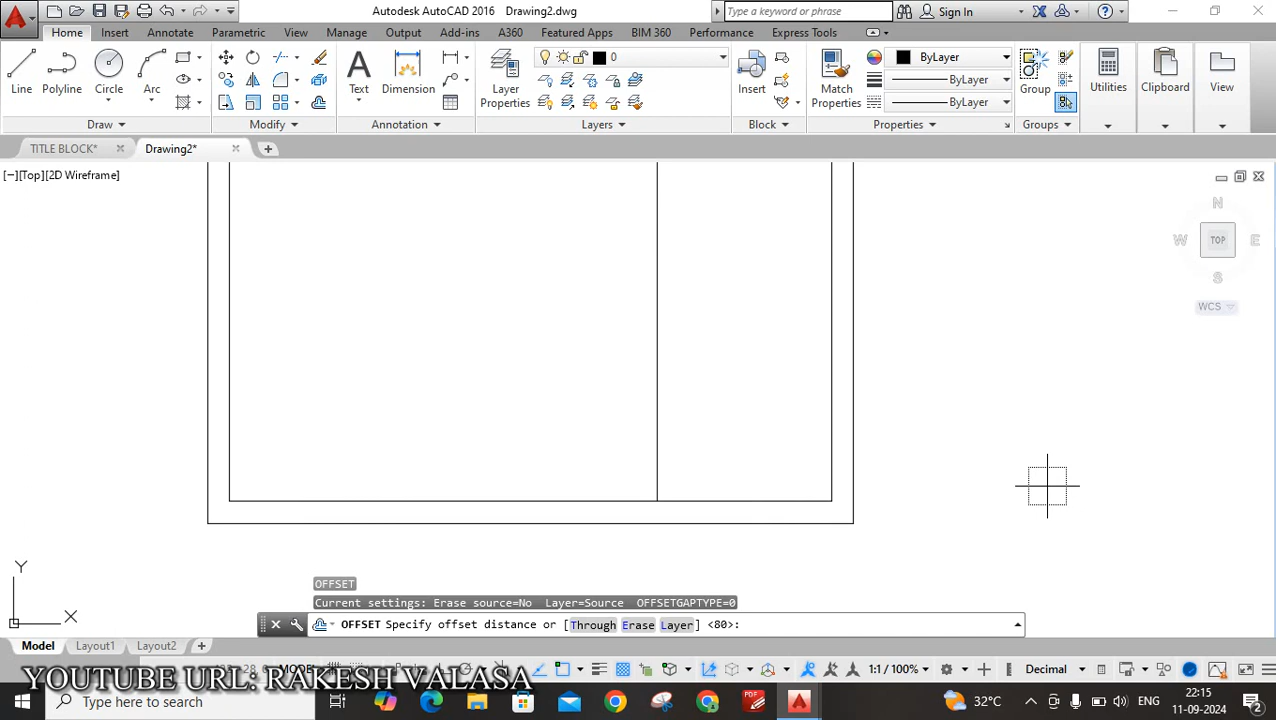 Autodesk AutoCAD 2016 Drawing2.dwg
Type a keyword or phrase
Sign In
Home Insert Annotate Parametric View Manage Output Add-ins A360 Featured Apps BIM 360 Performance Express Tools
Line Polyline Circle Arc
Text Dimension
Layer Properties
0
Insert
Match Properties
ByLayer
ByLayer
ByLayer
Group
Utilities
Clipboard
View
Draw Modify Annotation Layers Block Properties Groups
TITLE BLOCK* Drawing2*
[−][Top][2D Wireframe]
N
W TOP E
S
WCS
Y
X
OFFSET
Current settings: Erase source=No Layer=Source OFFSETGAPTYPE=0
OFFSET Specify offset distance or [Through Erase Layer] <80>:
Model Layout1 Layout2
MODEL
1:1 / 100%
Decimal
YOUTUBE URL: RAKESH VALASA
Type here to search
32°C
ENG
22:15
11-09-2024
2